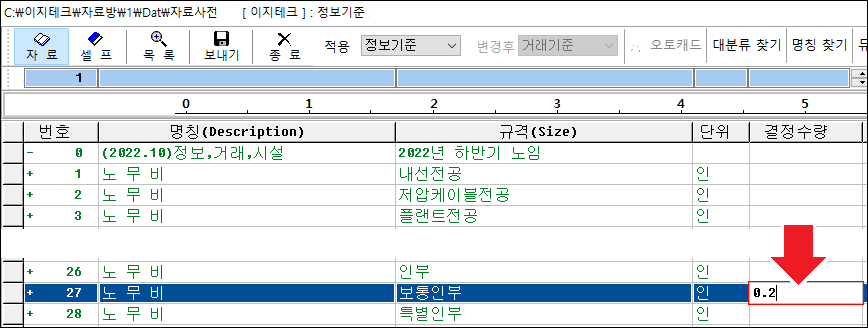 C:\이지테크\자료방\1\Dat\자료사전 [ 이지테크 ] : 정보기준
자 료 셀 프 목 록 보내기 종 료 적용 정보기준 변경후 거래기준 오토캐드 대분류 찾기 명칭 찾기
1
0 1 2 3 4 5
번호 명칭(Description) 규격(Size) 단위 결정수량
- 0 (2022.10)정보,거래,시설 2022년 하반기 노임
+ 1 노 무 비 내선전공 인
+ 2 노 무 비 저압케이블전공 인
+ 3 노 무 비 플랜트전공 인
+ 26 노 무 비 인부 인
+ 27 노 무 비 보통인부 인 0.2
+ 28 노 무 비 특별인부 인